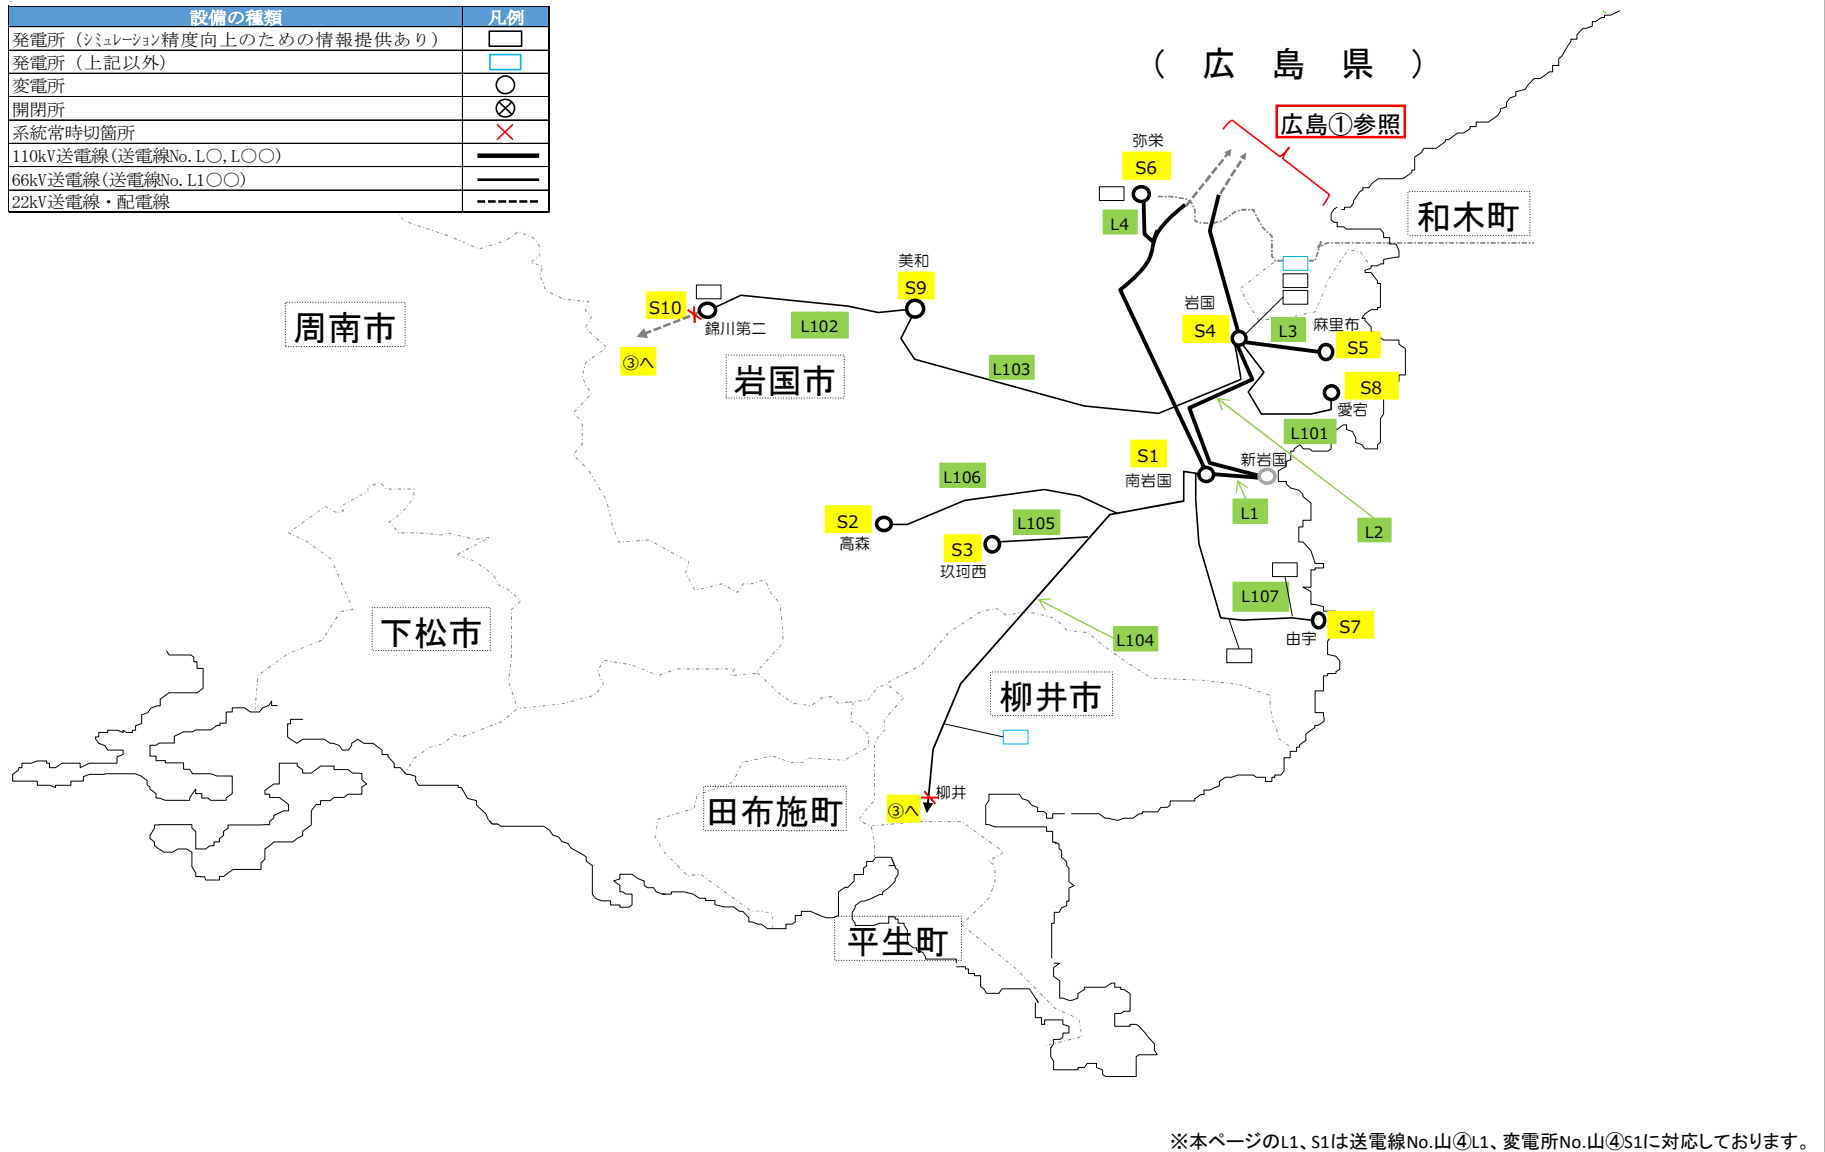 設備の種類 凡例
発電所（ｼﾐｭﾚｰｼｮﾝ精度向上のための情報提供あり）
発電所（上記以外）
変電所
開閉所
系統常時切箇所
110kV送電線(送電線No.L〇,L〇〇)
66kV送電線(送電線No.L1〇〇)
22kV送電線・配電線
（ 広 島 県 ）
広島①参照
弥栄
S6
L4
和木町
美和
S9
S10
錦川第二
L102
③へ
周南市
岩国市
L103
岩国
S4
L3
麻里布
S5
S8
愛宕
L101
S1
南岩国
新岩国
L1
L2
L106
S2
高森
L105
S3
玖珂西
L107
S7
由宇
L104
下松市
柳井市
柳井
③へ
田布施町
平生町
※本ページのL1、S1は送電線No.山④L1、変電所No.山④S1に対応しております。